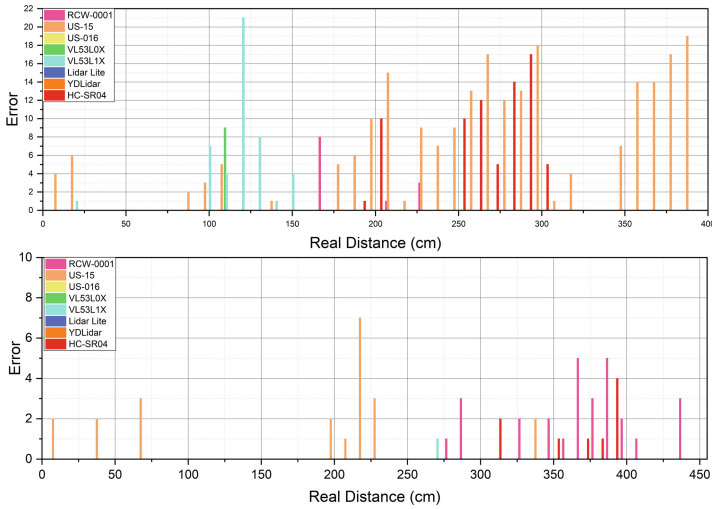 22
20
18
16
14
12
10
8
6
4
2
0
Error
RCW-0001
US-15
US-016
VL53L0X
VL53L1X
Lidar Lite
YDLidar
HC-SR04
0 50 100 150 200 250 300 350 400
Real Distance (cm)
10
8
6
4
2
0
Error
RCW-0001
US-15
US-016
VL53L0X
VL53L1X
Lidar Lite
YDLidar
HC-SR04
0 50 100 150 200 250 300 350 400 450
Real Distance (cm)